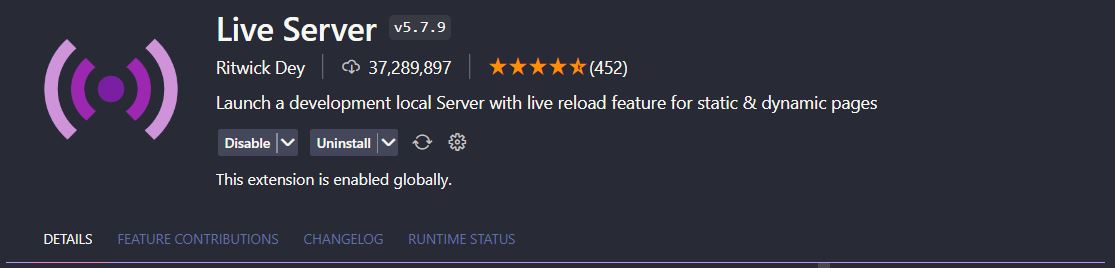 Live Server v5.7.9
Ritwick Dey 37,289,897 (452)
Launch a development local Server with live reload feature for static & dynamic pages
Disable Uninstall
This extension is enabled globally.
DETAILS FEATURE CONTRIBUTIONS CHANGELOG RUNTIME STATUS